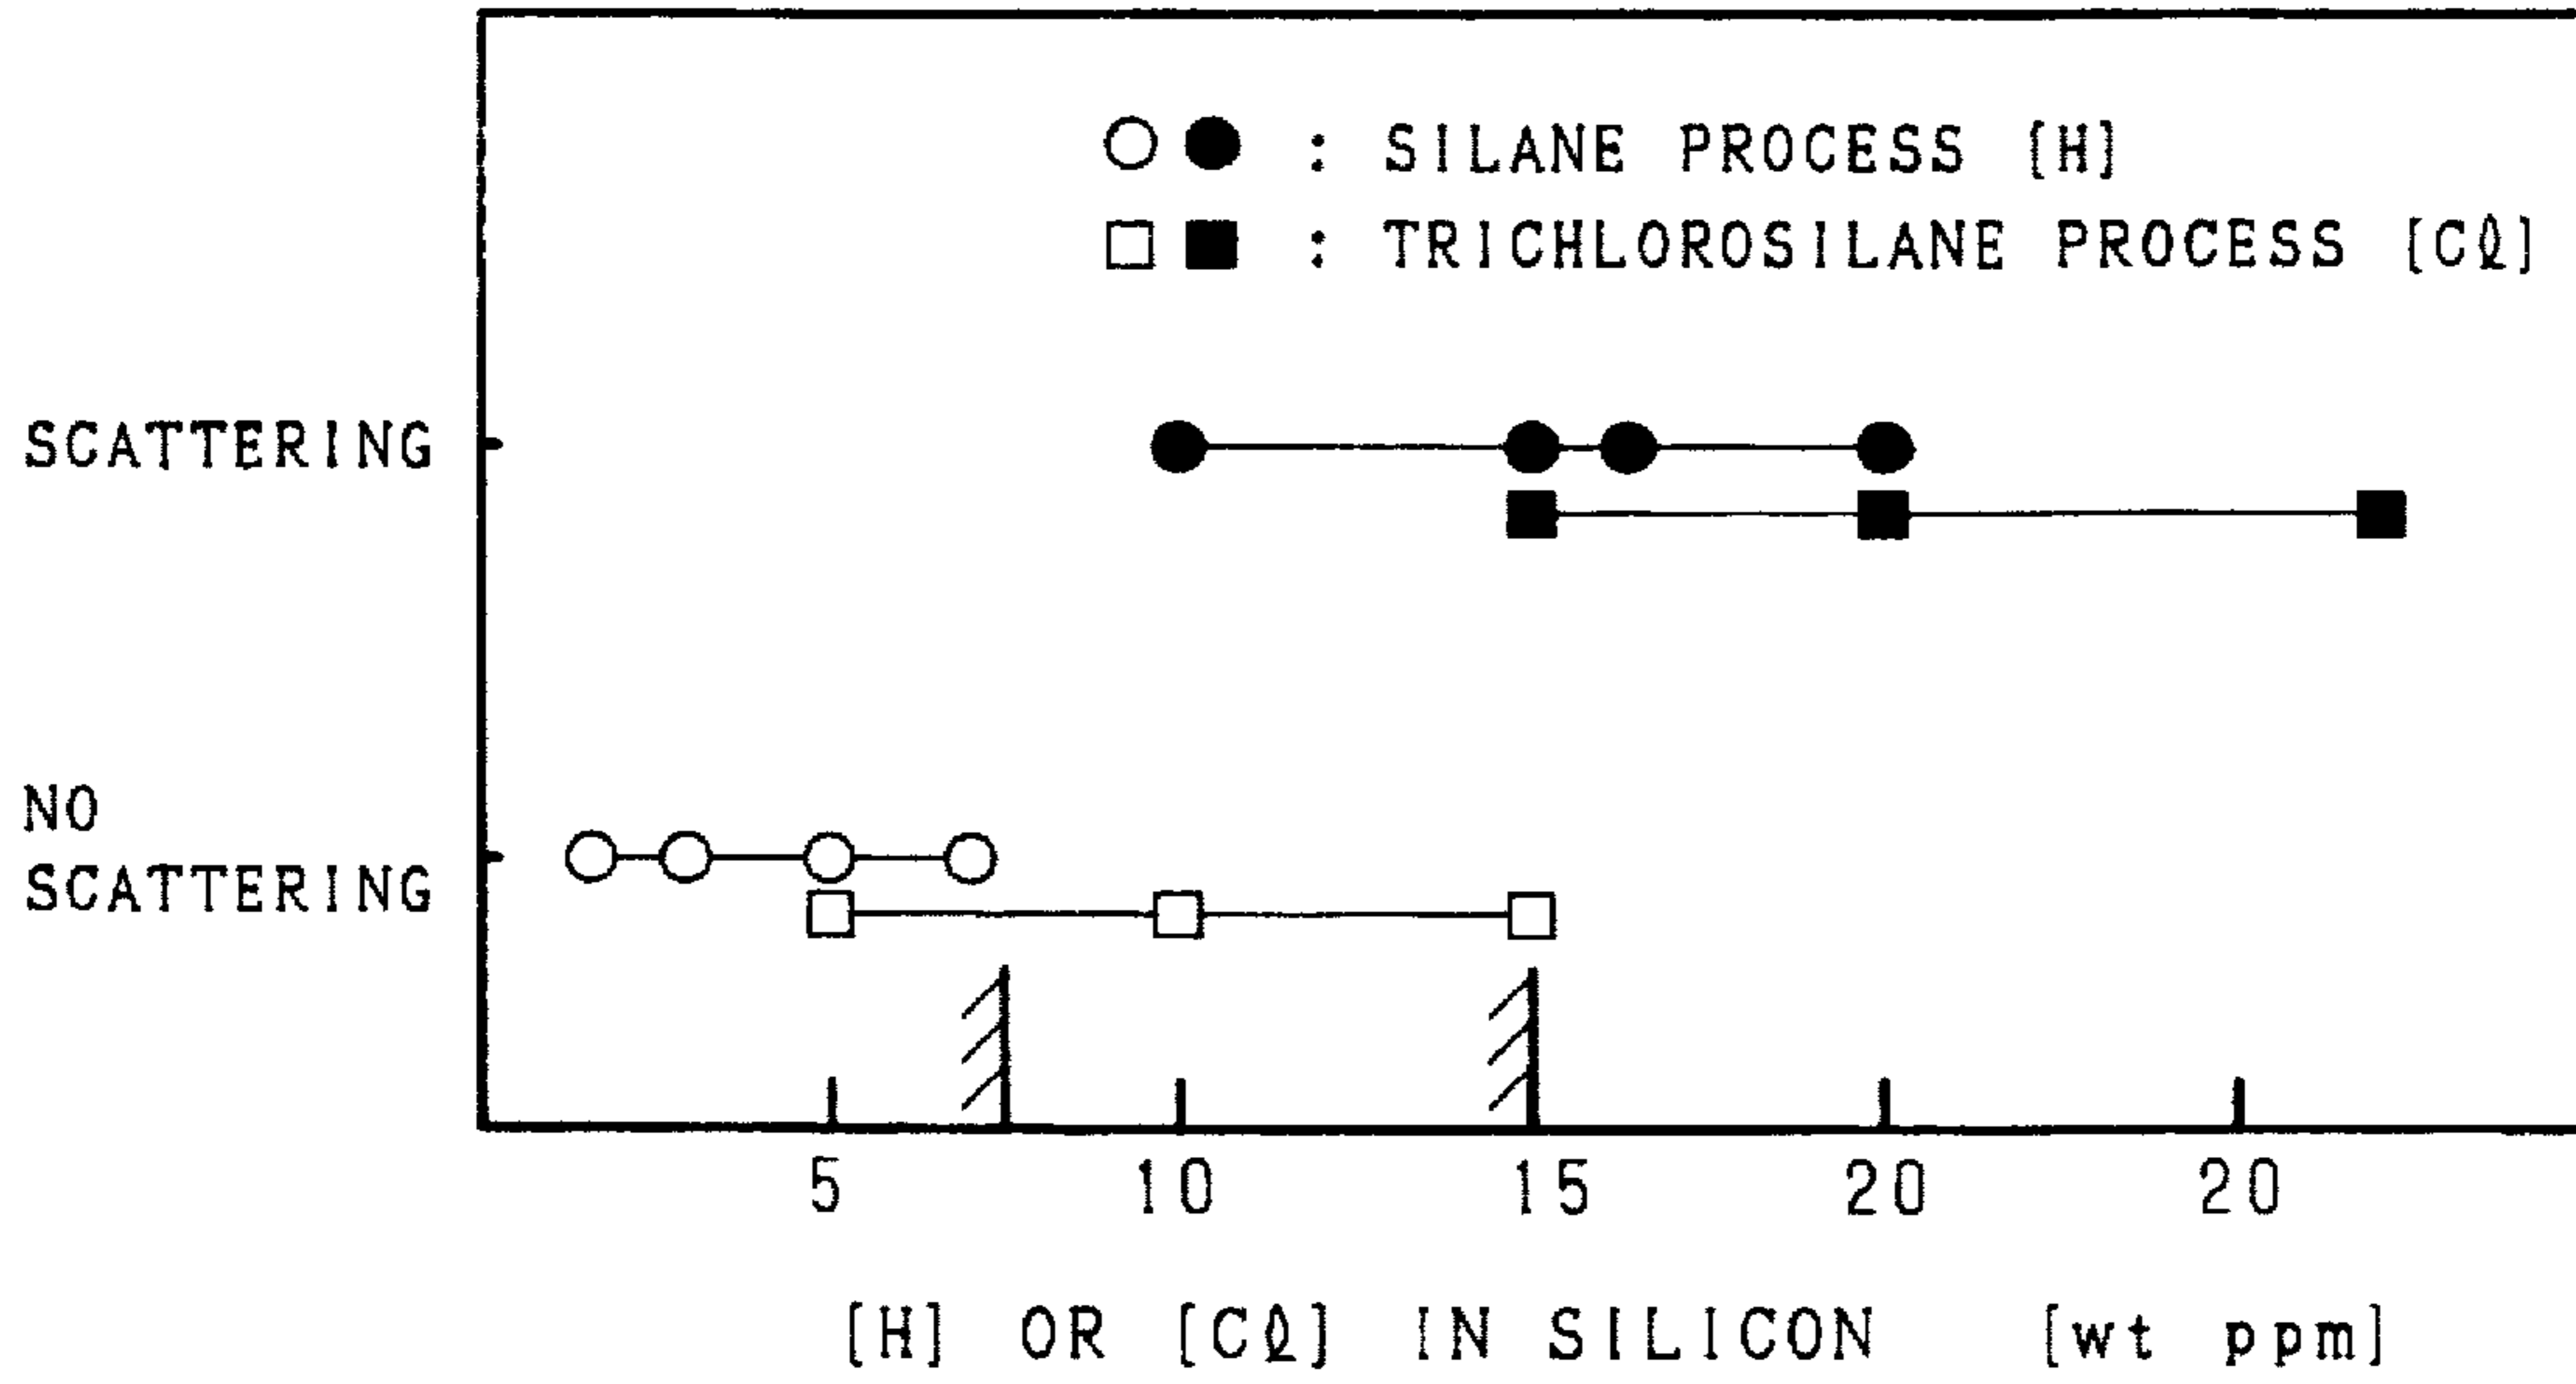 ○ ● : SILANE PROCESS [H]
□ ■ : TRICHLOROSILANE PROCESS [Cℓ]
SCATTERING
NO
SCATTERING
5 10 15 20 20
[H] OR [Cℓ] IN SILICON [wt ppm]